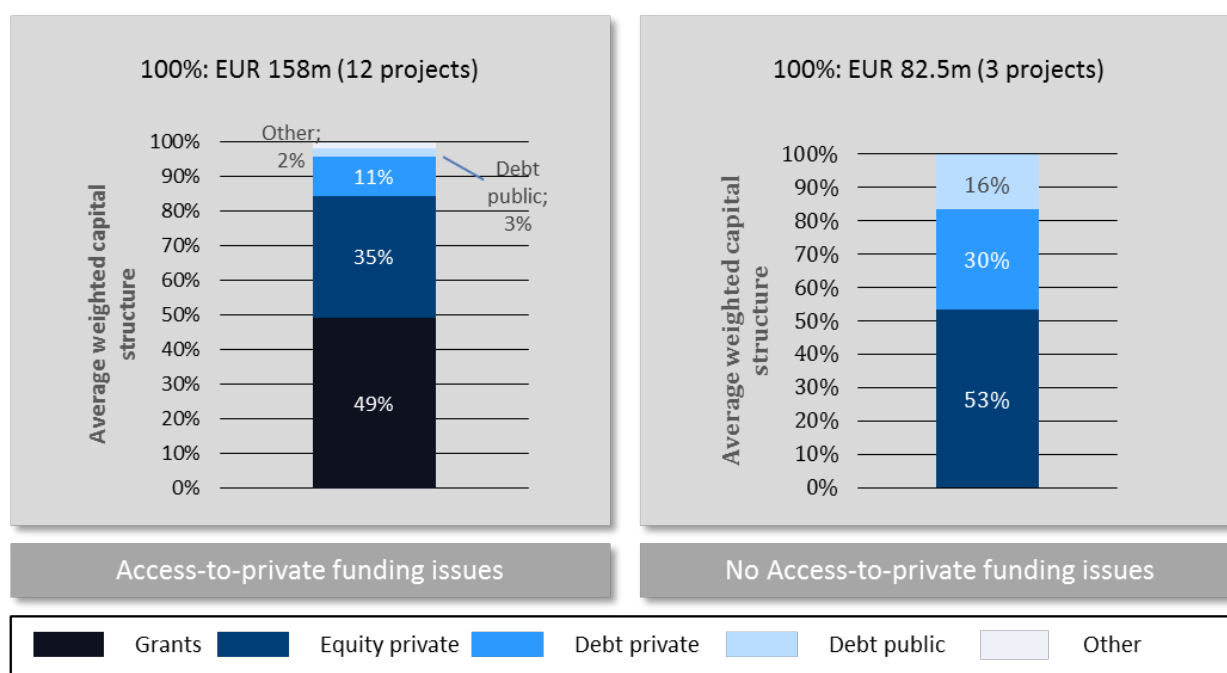 100%: EUR 158m (12 projects)
Average weighted capital
structure
100%
90%
80%
70%
60%
50%
40%
30%
20%
10%
0%
Other;
2%
Debt
public;
3%
11%
35%
49%
Access-to-private funding issues
100%: EUR 82.5m (3 projects)
Average weighted capital
structure
100%
90%
80%
70%
60%
50%
40%
30%
20%
10%
0%
16%
30%
53%
No Access-to-private funding issues
Grants Equity private Debt private Debt public Other